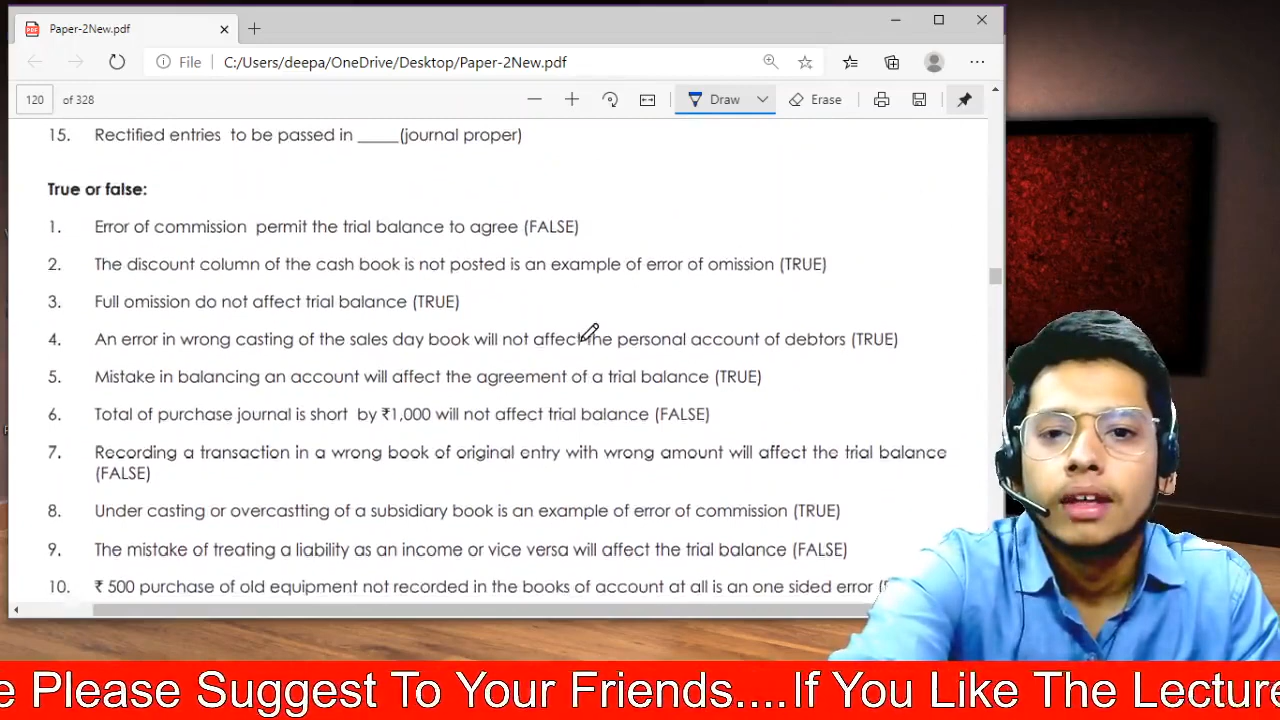 Paper-2New.pdf
File C:/Users/deepa/OneDrive/Desktop/Paper-2New.pdf
120 of 328 Draw Erase
15. Rectified entries to be passed in _____(journal proper)
True or false:
1. Error of commission permit the trial balance to agree (FALSE)
2. The discount column of the cash book is not posted is an example of error of omission (TRUE)
3. Full omission do not affect trial balance (TRUE)
4. An error in wrong casting of the sales day book will not affect the personal account of debtors (TRUE)
5. Mistake in balancing an account will affect the agreement of a trial balance (TRUE)
6. Total of purchase journal is short by ₹1,000 will not affect trial balance (FALSE)
7. Recording a transaction in a wrong book of original entry with wrong amount will affect the trial balance
(FALSE)
8. Under casting or overcastting of a subsidiary book is an example of error of commission (TRUE)
9. The mistake of treating a liability as an income or vice versa will affect the trial balance (FALSE)
10. ₹ 500 purchase of old equipment not recorded in the books of account at all is an one sided error
e Please Suggest To Your Friends....If You Like The Lecture